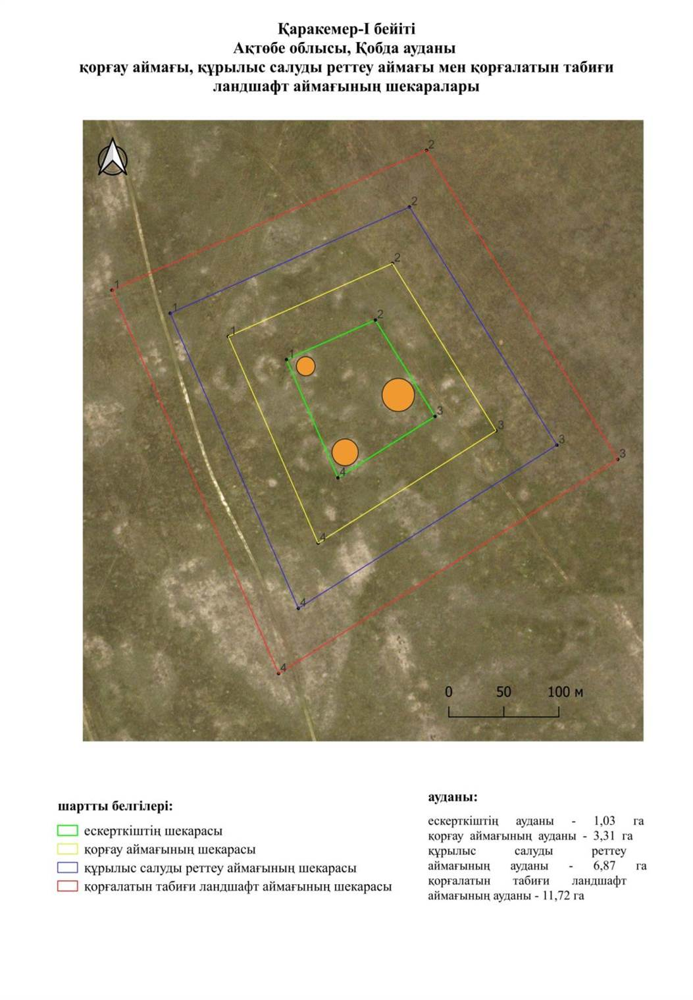 Қаракемер-I бейіті
Ақтөбе облысы, Қобда ауданы
қорғау аймағы, құрылыс салуды реттеу аймағы мен қорғалатын табиғи
ландшафт аймағының шекаралары
2
2
1
2
1
1
2
1
3
3
3
3
4
4
4
4
0 50 100 м
шартты белгілері:
ескерткіштің шекарасы
қорғау аймағының шекарасы
құрылыс салуды реттеу аймағының шекарасы
қорғалатын табиғи ландшафт аймағының шекарасы
ауданы:
ескерткіштің ауданы - 1,03 га
қорғау аймағының ауданы - 3,31 га
құрылыс салуды реттеу
аймағының ауданы - 6,87 га
қорғалатын табиғи ландшафт
аймағының ауданы - 11,72 га